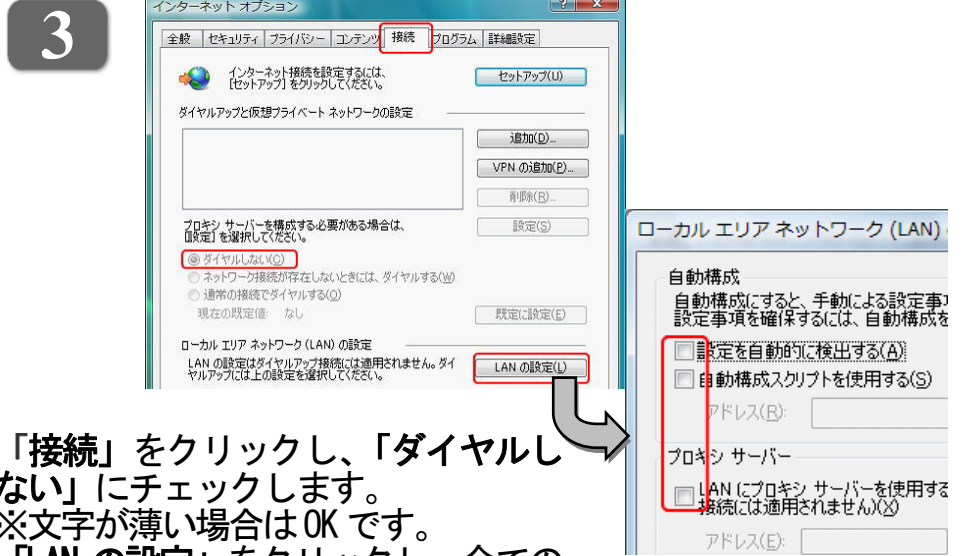 3
インターネット オプション
? x
全般 セキュリティ プライバシー コンテンツ 接続 プログラム 詳細設定
インターネット接続を設定するには、
[セットアップ] をクリックしてください。
セットアップ(U)
ダイヤルアップと仮想プライベート ネットワークの設定
追加(D)...
VPN の追加(P)...
削除(R)...
プロキシ サーバーを構成する必要がある場合は、
[設定] を選択してください。
設定(S)
ダイヤルしない(C)
ネットワーク接続が存在しないときには、ダイヤルする(W)
通常の接続でダイヤルする(O)
現在の既定値: なし
既定に設定(E)
ローカル エリア ネットワーク (LAN) の設定
LAN の設定はダイヤルアップ接続には適用されません。ダイ
ヤルアップには上の設定を選択してください。
LAN の設定(L)
ローカル エリア ネットワーク (LAN)
自動構成
自動構成にすると、手動による設定事
設定事項を確保するには、自動構成を
設定を自動的に検出する(A)
自動構成スクリプトを使用する(S)
アドレス(R):
プロキシ サーバー
LAN にプロキシ サーバーを使用する
接続には適用されません)(X)
アドレス(E):
「接続」をクリックし、「ダイヤルし
ない」にチェックします。
※文字が薄い場合はOKです。
「LAN の設定」をクリックし、全ての